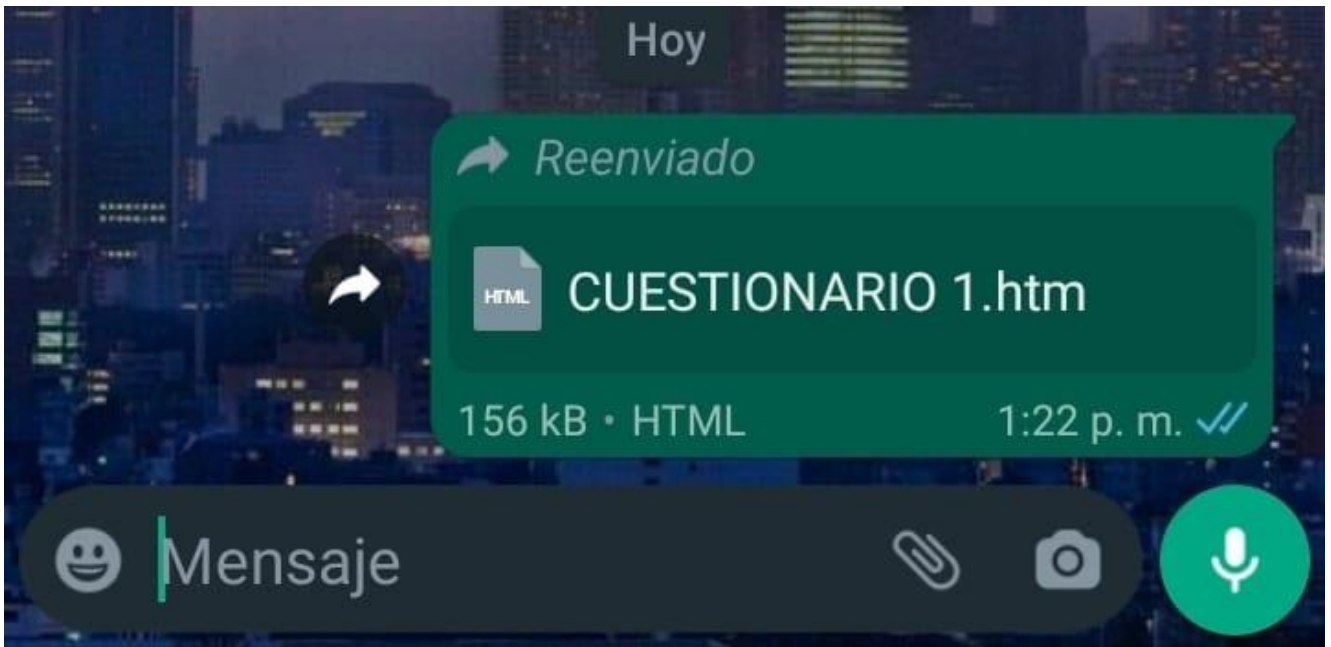 Hoy
Reenviado
HTML
CUESTIONARIO 1.htm
156 kB • HTML
1:22 p. m.
Mensaje